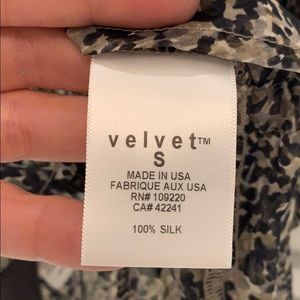 velvet™
S
MADE IN USA
FABRIQUE AUX USA
RN# 109220
CA# 42241
100% SILK